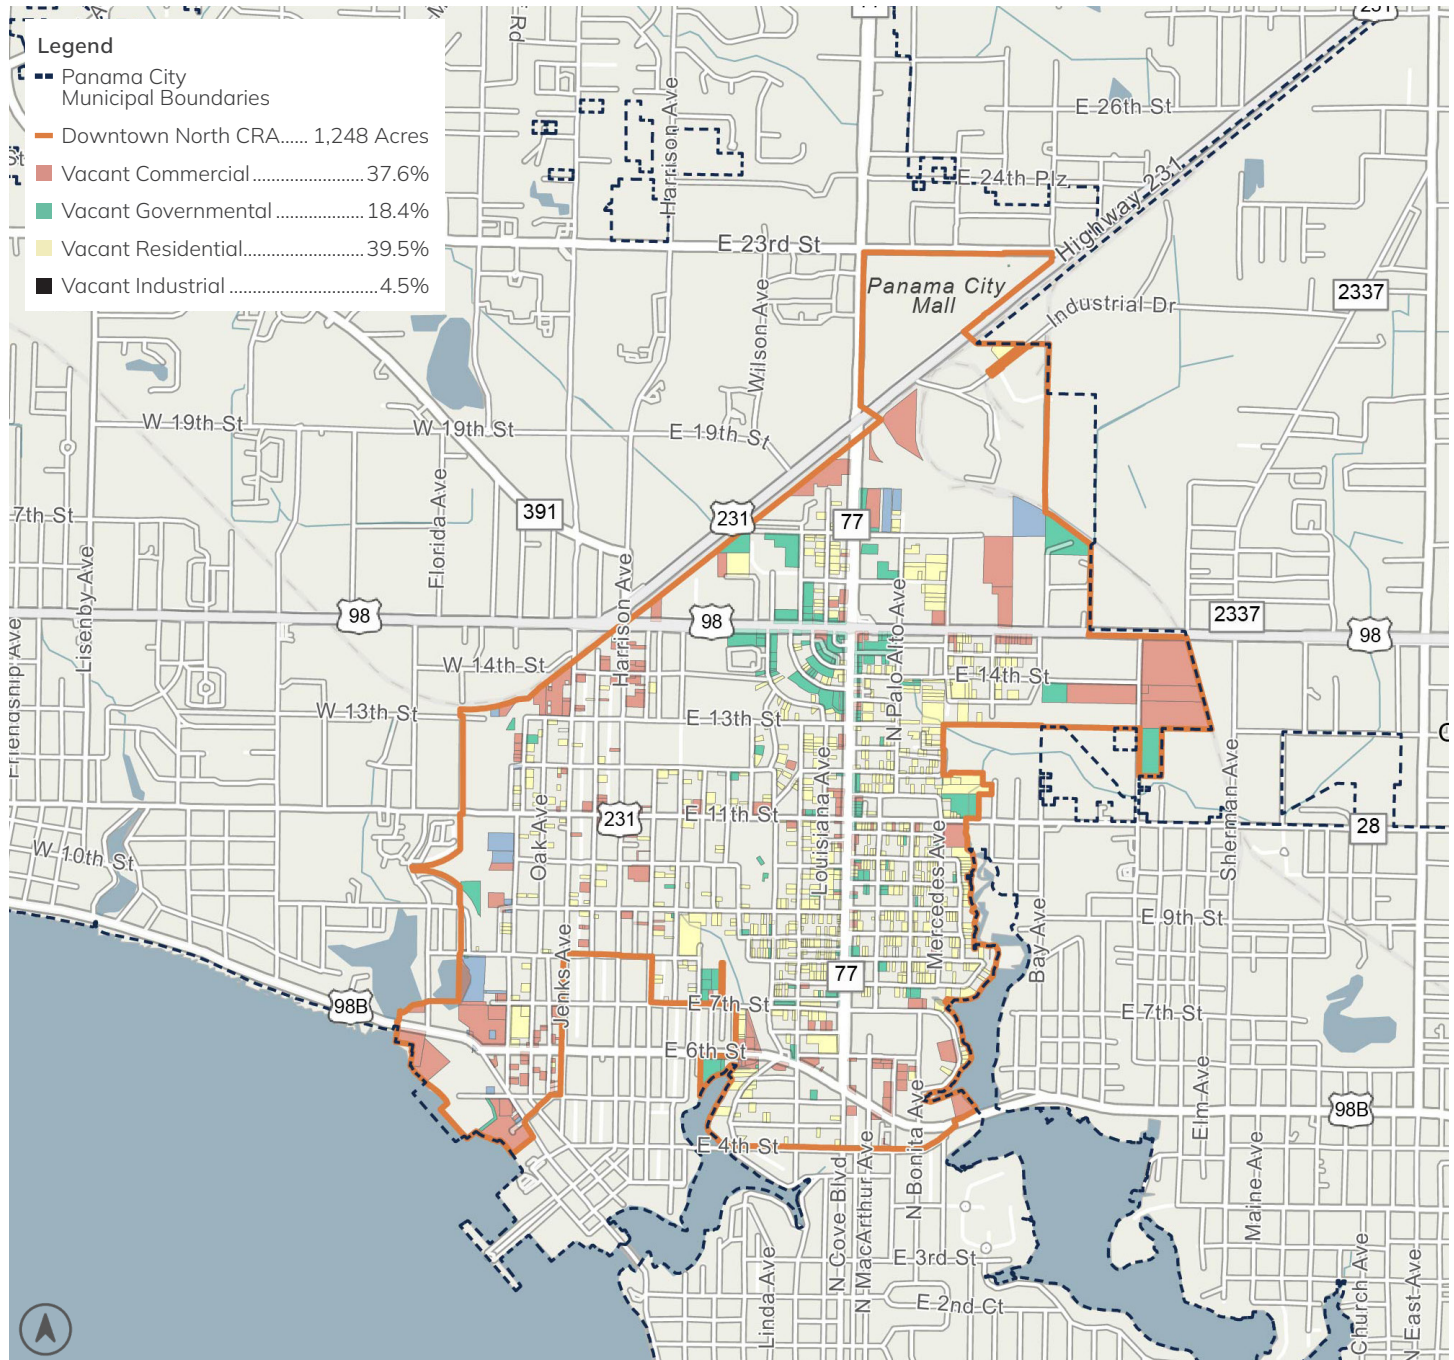 Legend
Panama City
Municipal Boundaries
Downtown North CRA...... 1,248 Acres
Vacant Commercial .................... 37.6%
Vacant Governmental ................... 18.4%
Vacant Residential........................ 39.5%
Vacant Industrial ........................... 4.5%
Rd
Harrison Ave
231
E 26th St
E 24th Plz
Highway 231
E 23rd St
Panama City
Mall
Industrial Dr
2337
Wilson Ave
W 19th St
W 19th St
E 19th St
Florida Ave
391
231
77
7th St
Lisenby Ave
Harrison Ave
N Palo Alto Ave
98
98
2337
98
Friendship Ave
W 14th St
E 14th St
W 13th St
E 13th St
Louisiana Ave
Oak Ave
231
E 11th St
Mercedes Ave
Sherman Ave
28
W 10th St
E 9th St
Bay Ave
Jenks Ave
77
98B
E 7th St
E 7th St
E 6th St
N Bonita Ave
Elm Ave
98B
E 4th St
N Cove Blvd
N MacArthur Ave
Maine Ave
E 3rd St
Linda Ave
E 2nd Ct
Church Ave
N East Ave